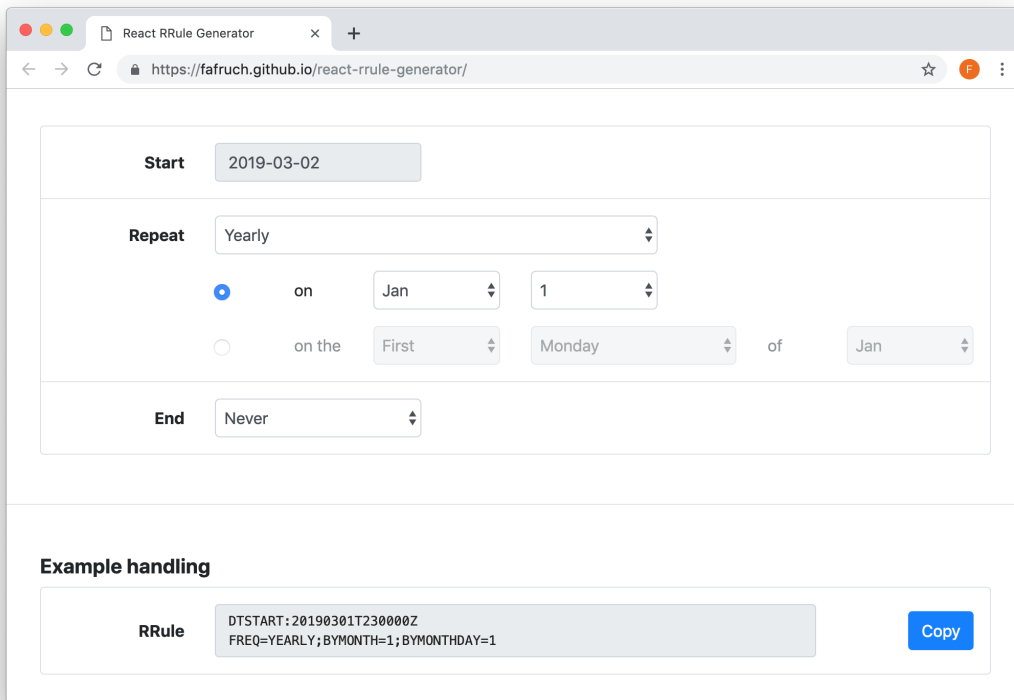 React RRule Generator
https://fafruch.github.io/react-rrule-generator/
F
Start 2019-03-02
Repeat Yearly
on Jan 1
on the First Monday of Jan
End Never
Example handling
RRule
DTSTART:20190301T230000Z
FREQ=YEARLY;BYMONTH=1;BYMONTHDAY=1
Copy